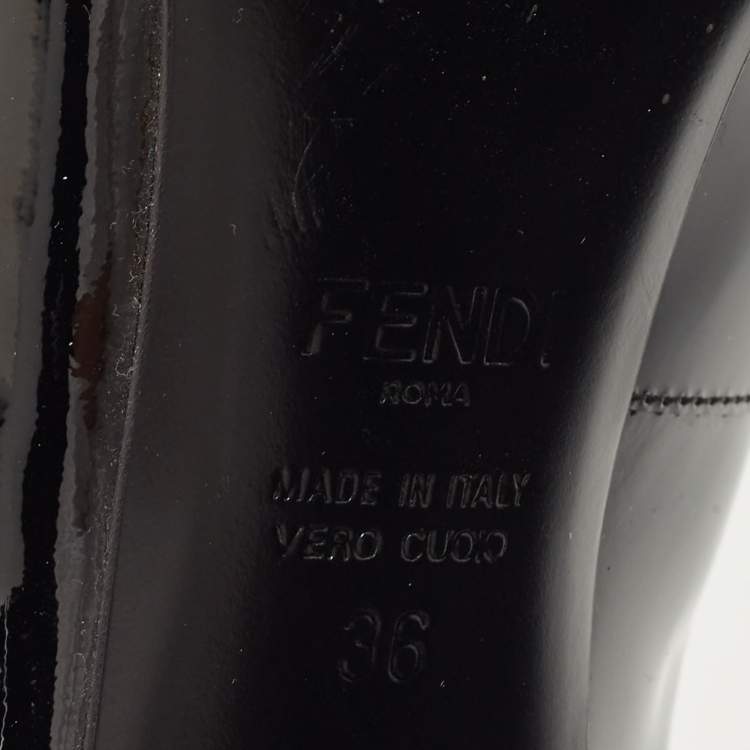 FENDI
ROMA
MADE IN ITALY
VERO CUOIO
36